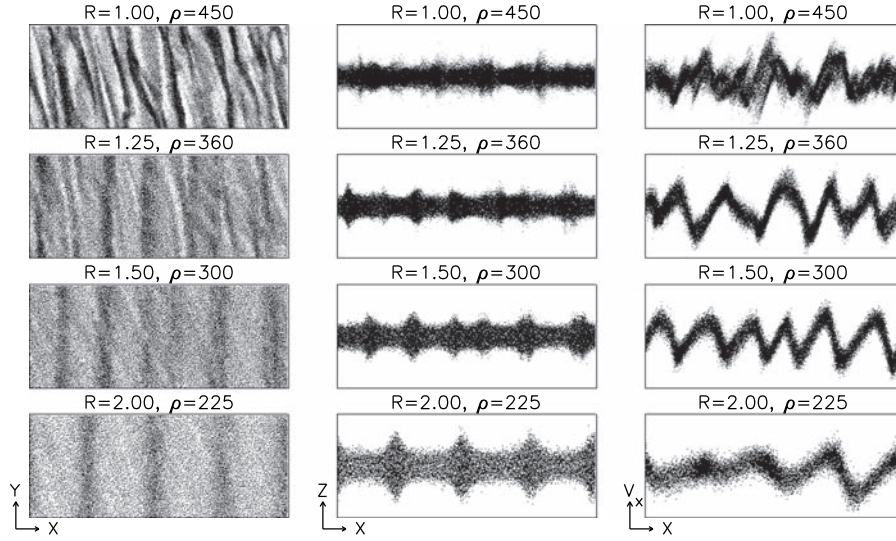 R=1.00, ρ=450 R=1.00, ρ=450 R=1.00, ρ=450
R=1.25, ρ=360 R=1.25, ρ=360 R=1.25, ρ=360
R=1.50, ρ=300 R=1.50, ρ=300 R=1.50, ρ=300
R=2.00, ρ=225 R=2.00, ρ=225 R=2.00, ρ=225
Y Z Vx
X X X